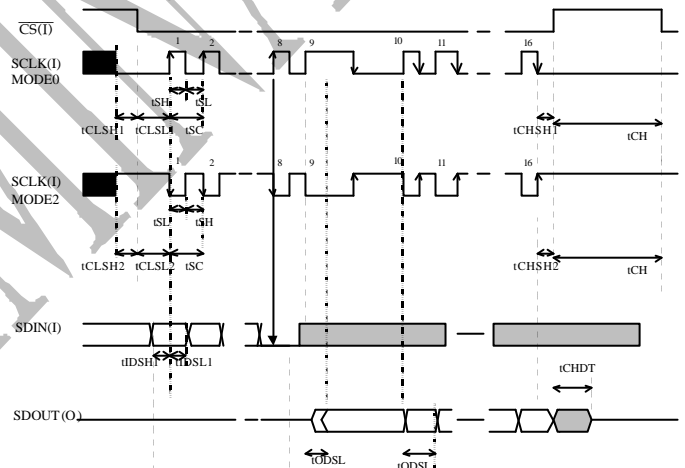 CS(I)
SCLK(I)
MODE0
1 2 8 9 10 11 16
tSH tSL
tCLSH1 tCLSL1 tSC tCHSH1 tCH
SCLK(I)
MODE2
1 2 8 9 10 11 16
tSL tSH
tCLSH2 tCLSL2 tSC tCHSH2 tCH
SDIN(I)
tIDSH1 tIDSL1
tCHDT
SDOUT(O)
tODSL tODSL